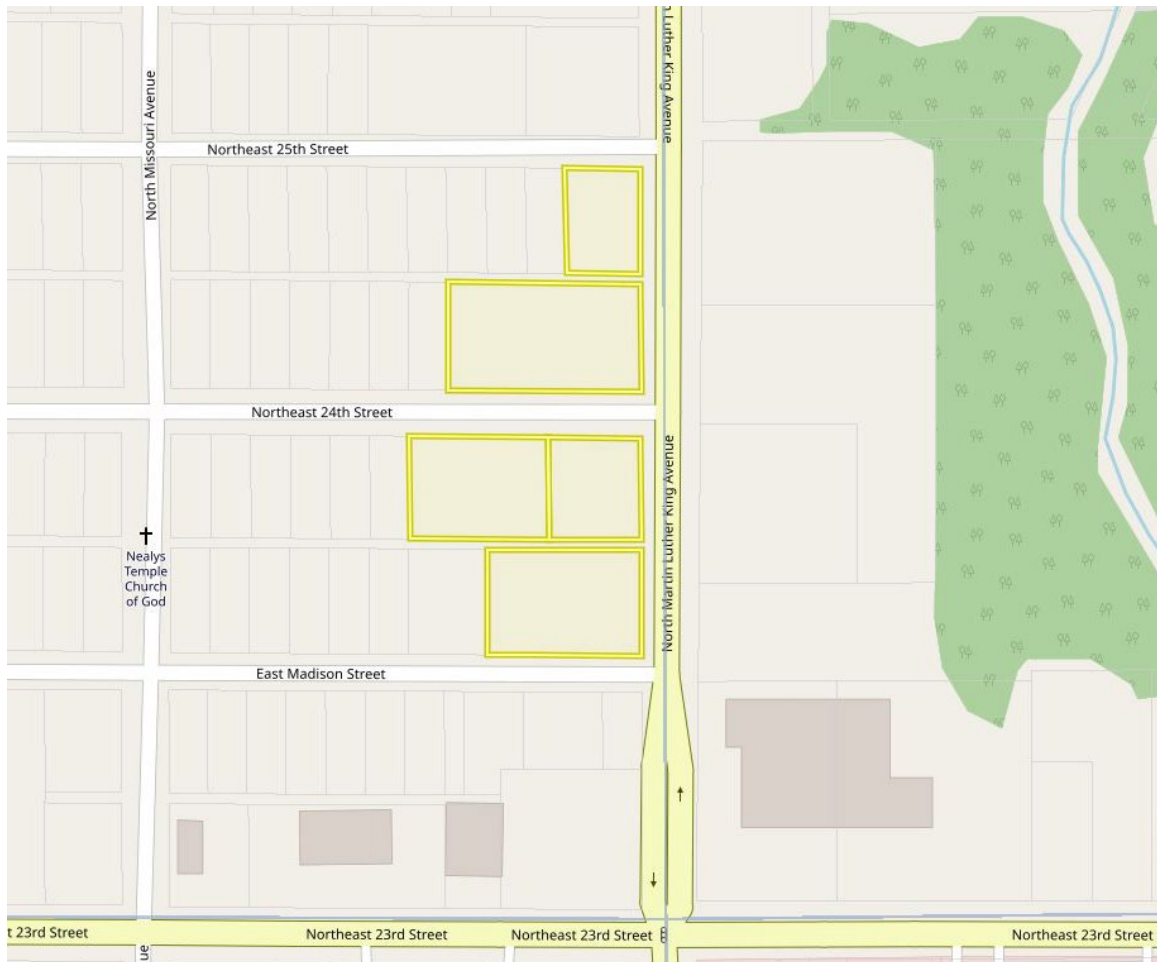 n Luther King Avenue
North Missouri Avenue
Northeast 25th Street
Northeast 24th Street
North Martin Luther King Avenue
Nealys
Temple
Church
of God
East Madison Street
t 23rd Street
Northeast 23rd Street
Northeast 23rd Street
Northeast 23rd Street
ue